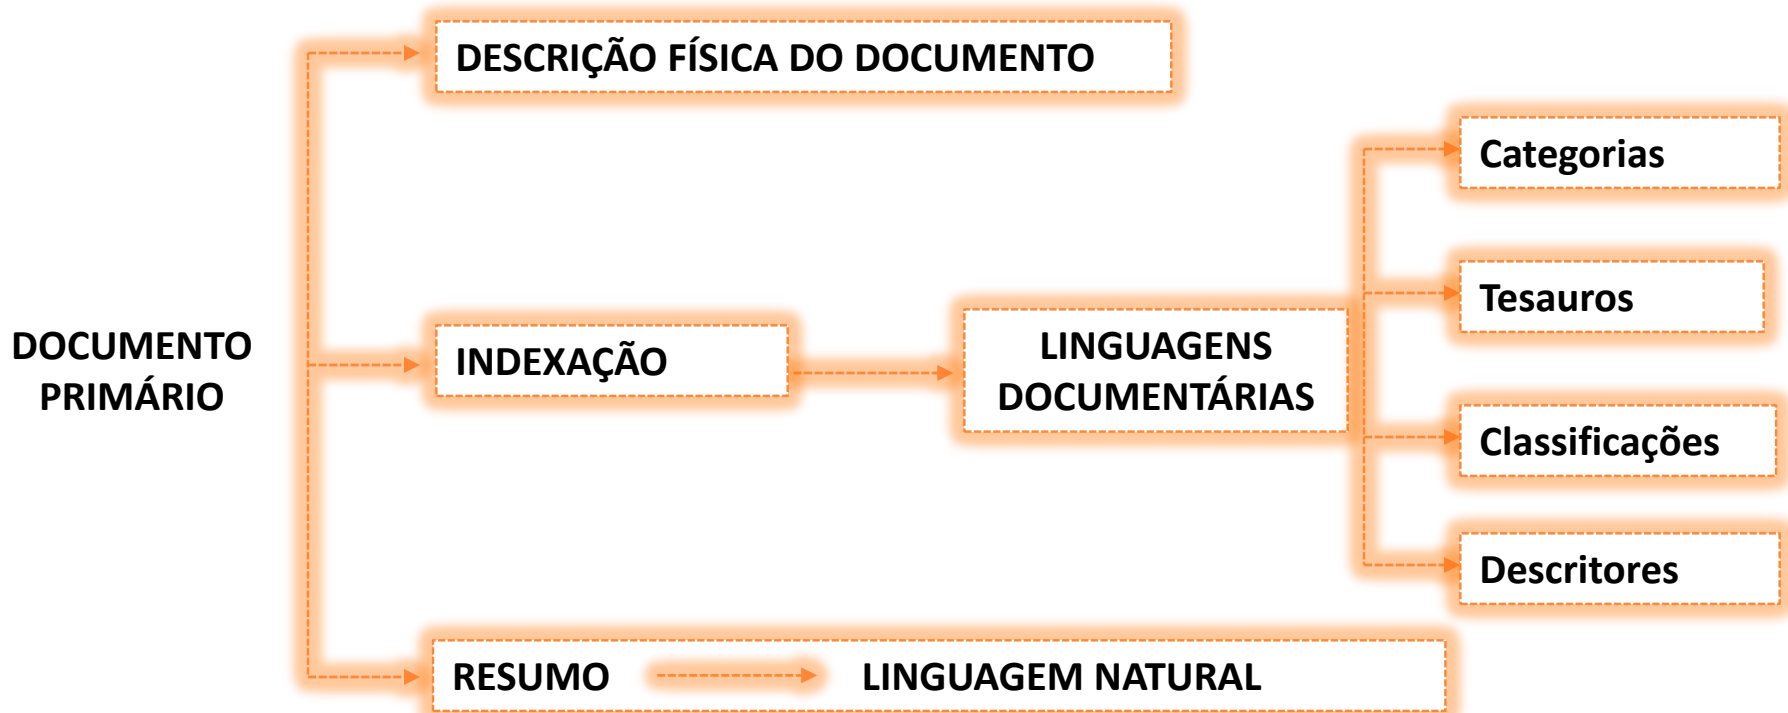 DESCRIÇÃO FÍSICA DO DOCUMENTO
DOCUMENTO
PRIMÁRIO
INDEXAÇÃO
LINGUAGENS
DOCUMENTÁRIAS
Categorias
Tesauros
Classificações
Descritores
RESUMO LINGUAGEM NATURAL